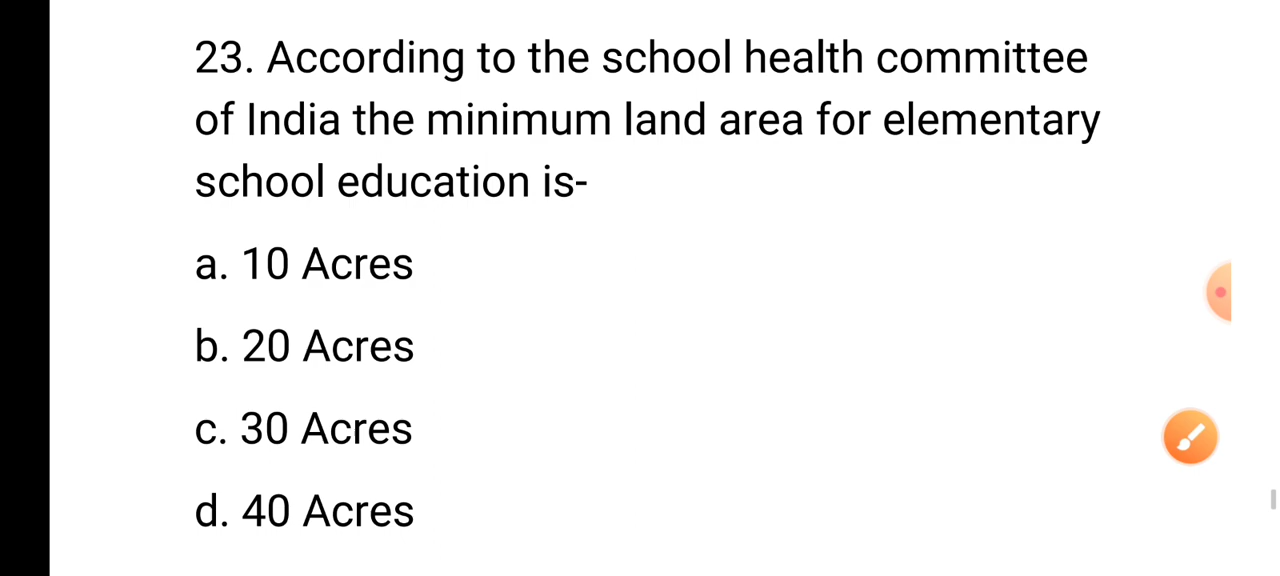 23. According to the school health committee
of India the minimum land area for elementary
school education is-
a. 10 Acres
b. 20 Acres
c. 30 Acres
d. 40 Acres